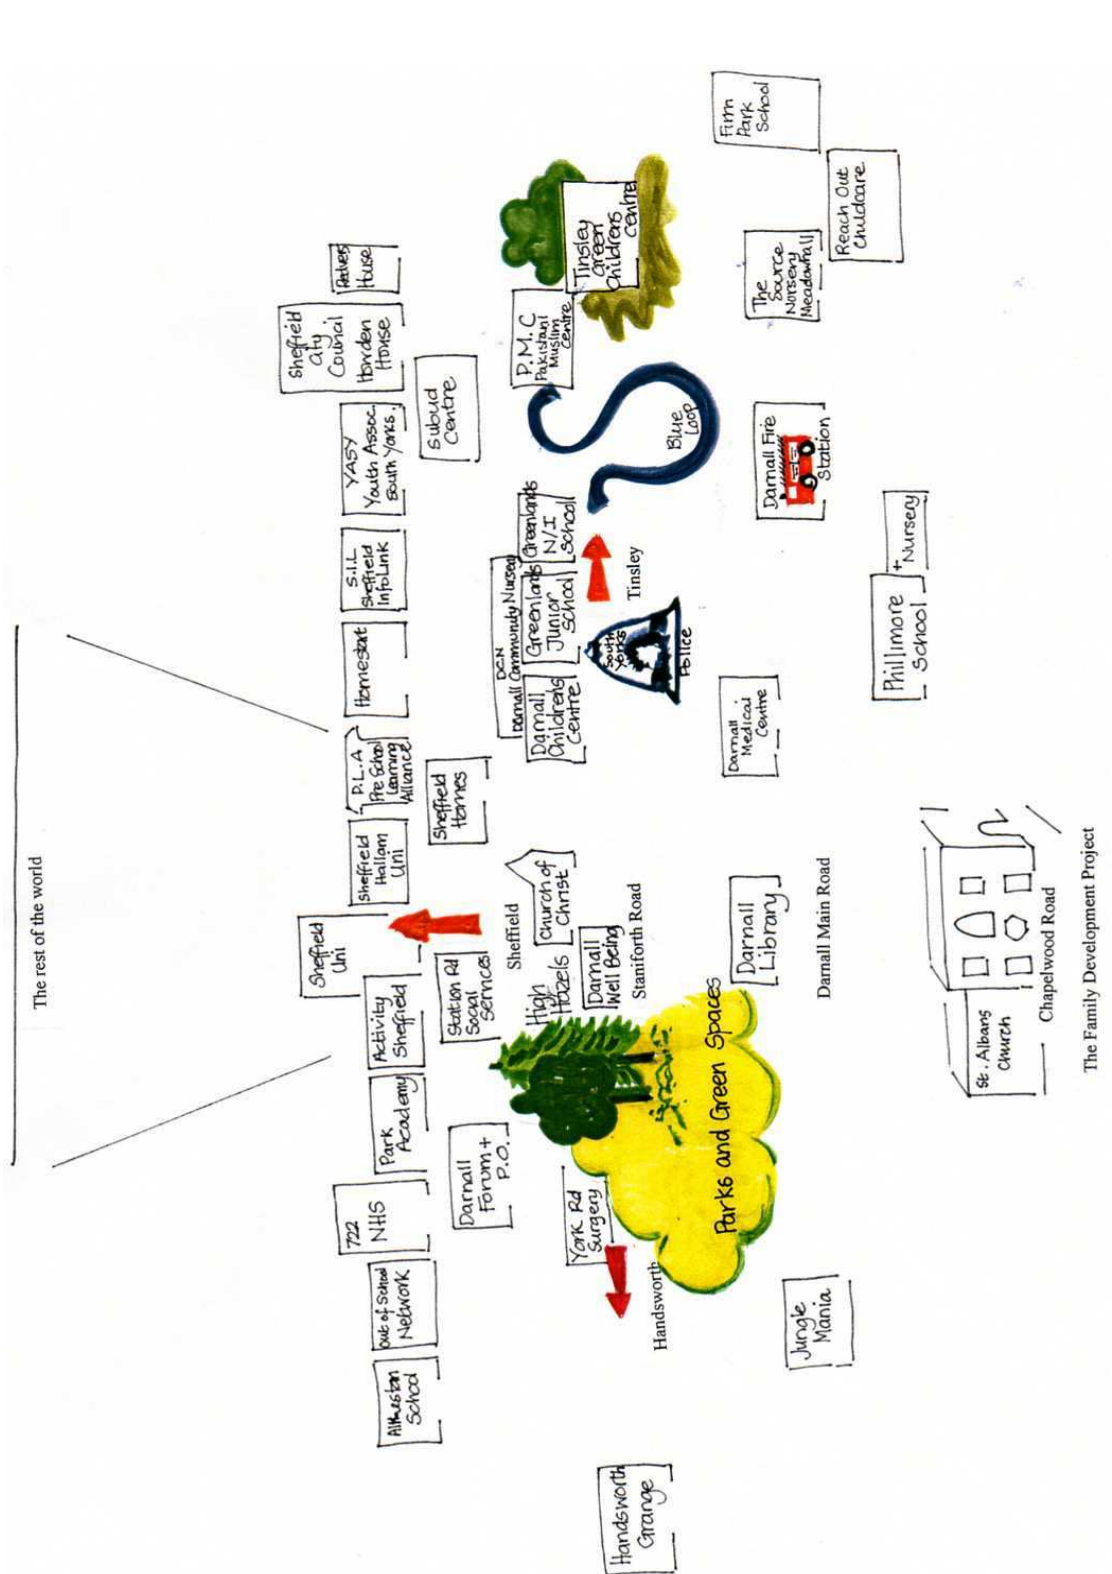 The rest of the world
Sheffield
City
Council
Howden
House
House
Sheffield
Uni
722
NHS
YASY
Youth Assoc.
South Yorks.
S.I.L
Sheffield
InfoLink
Homestart
P.L.A
Pre School
Learning
Alliance
Sheffield
Hallam
Uni
Activity
Sheffield
Park
Academy
Out of School
Network
School
Subud
Centre
Sheffield
Homes
Station Rd
Social
Services
Darnall
Forum +
P.O.
Sheffield
P.M.C
Pakistani
Muslim
Centre
D.C.N
Darnall Community Nursery
Greenlands
N/I
School
Greenlands
Junior
School
Darnall
Childrens
Centre
Church of
Christ
High
Hazels
Darnall
Well Being
York Rd
Surgery
Tinsley
Green
Childrens
Centre
South
Yorks
Police
Tinsley
Staniforth Road
Handsworth
Handsworth
Grange
Blue
Loop
Parks and Green Spaces
Firm
Park
School
The
Source
Nursery
Meadowhall
Darnall Fire
Station
Darnall
Medical
Centre
Darnall
Library
Jungle
Mania
Darnall Main Road
Reach Out
Childcare
Phillimore
School
+ Nursery
St. Albans
Church
Chapelwood Road
The Family Development Project